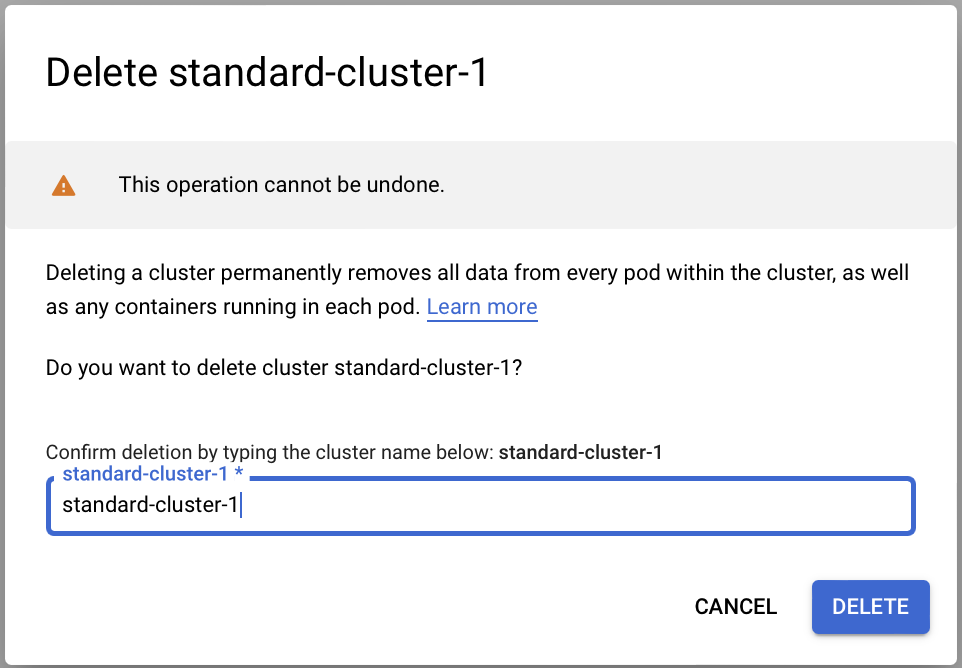 Delete standard-cluster-1
This operation cannot be undone.
Deleting a cluster permanently removes all data from every pod within the cluster, as well
as any containers running in each pod. Learn more
Do you want to delete cluster standard-cluster-1?
Confirm deletion by typing the cluster name below: standard-cluster-1
standard-cluster-1 *
standard-cluster-1
CANCEL DELETE